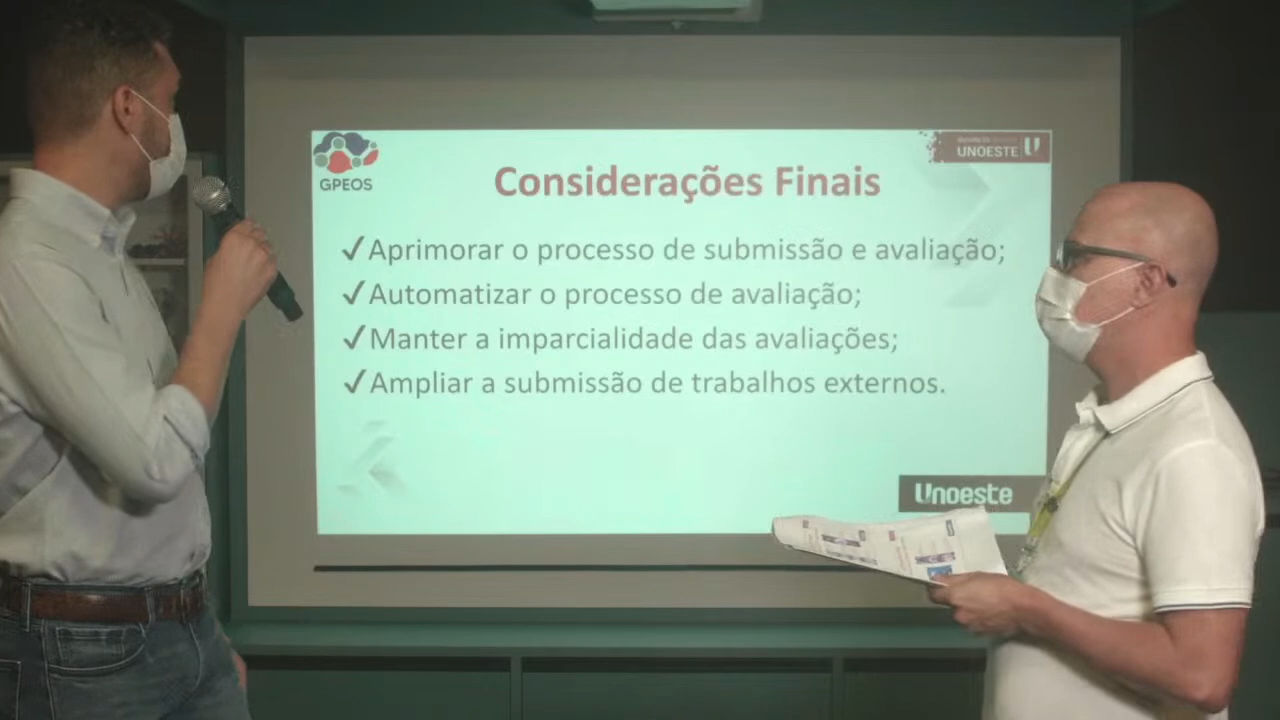 GPEOS
UNOESTE
Considerações Finais
✓Aprimorar o processo de submissão e avaliação;
✓Automatizar o processo de avaliação;
✓Manter a imparcialidade das avaliações;
✓Ampliar a submissão de trabalhos externos.
Unoeste